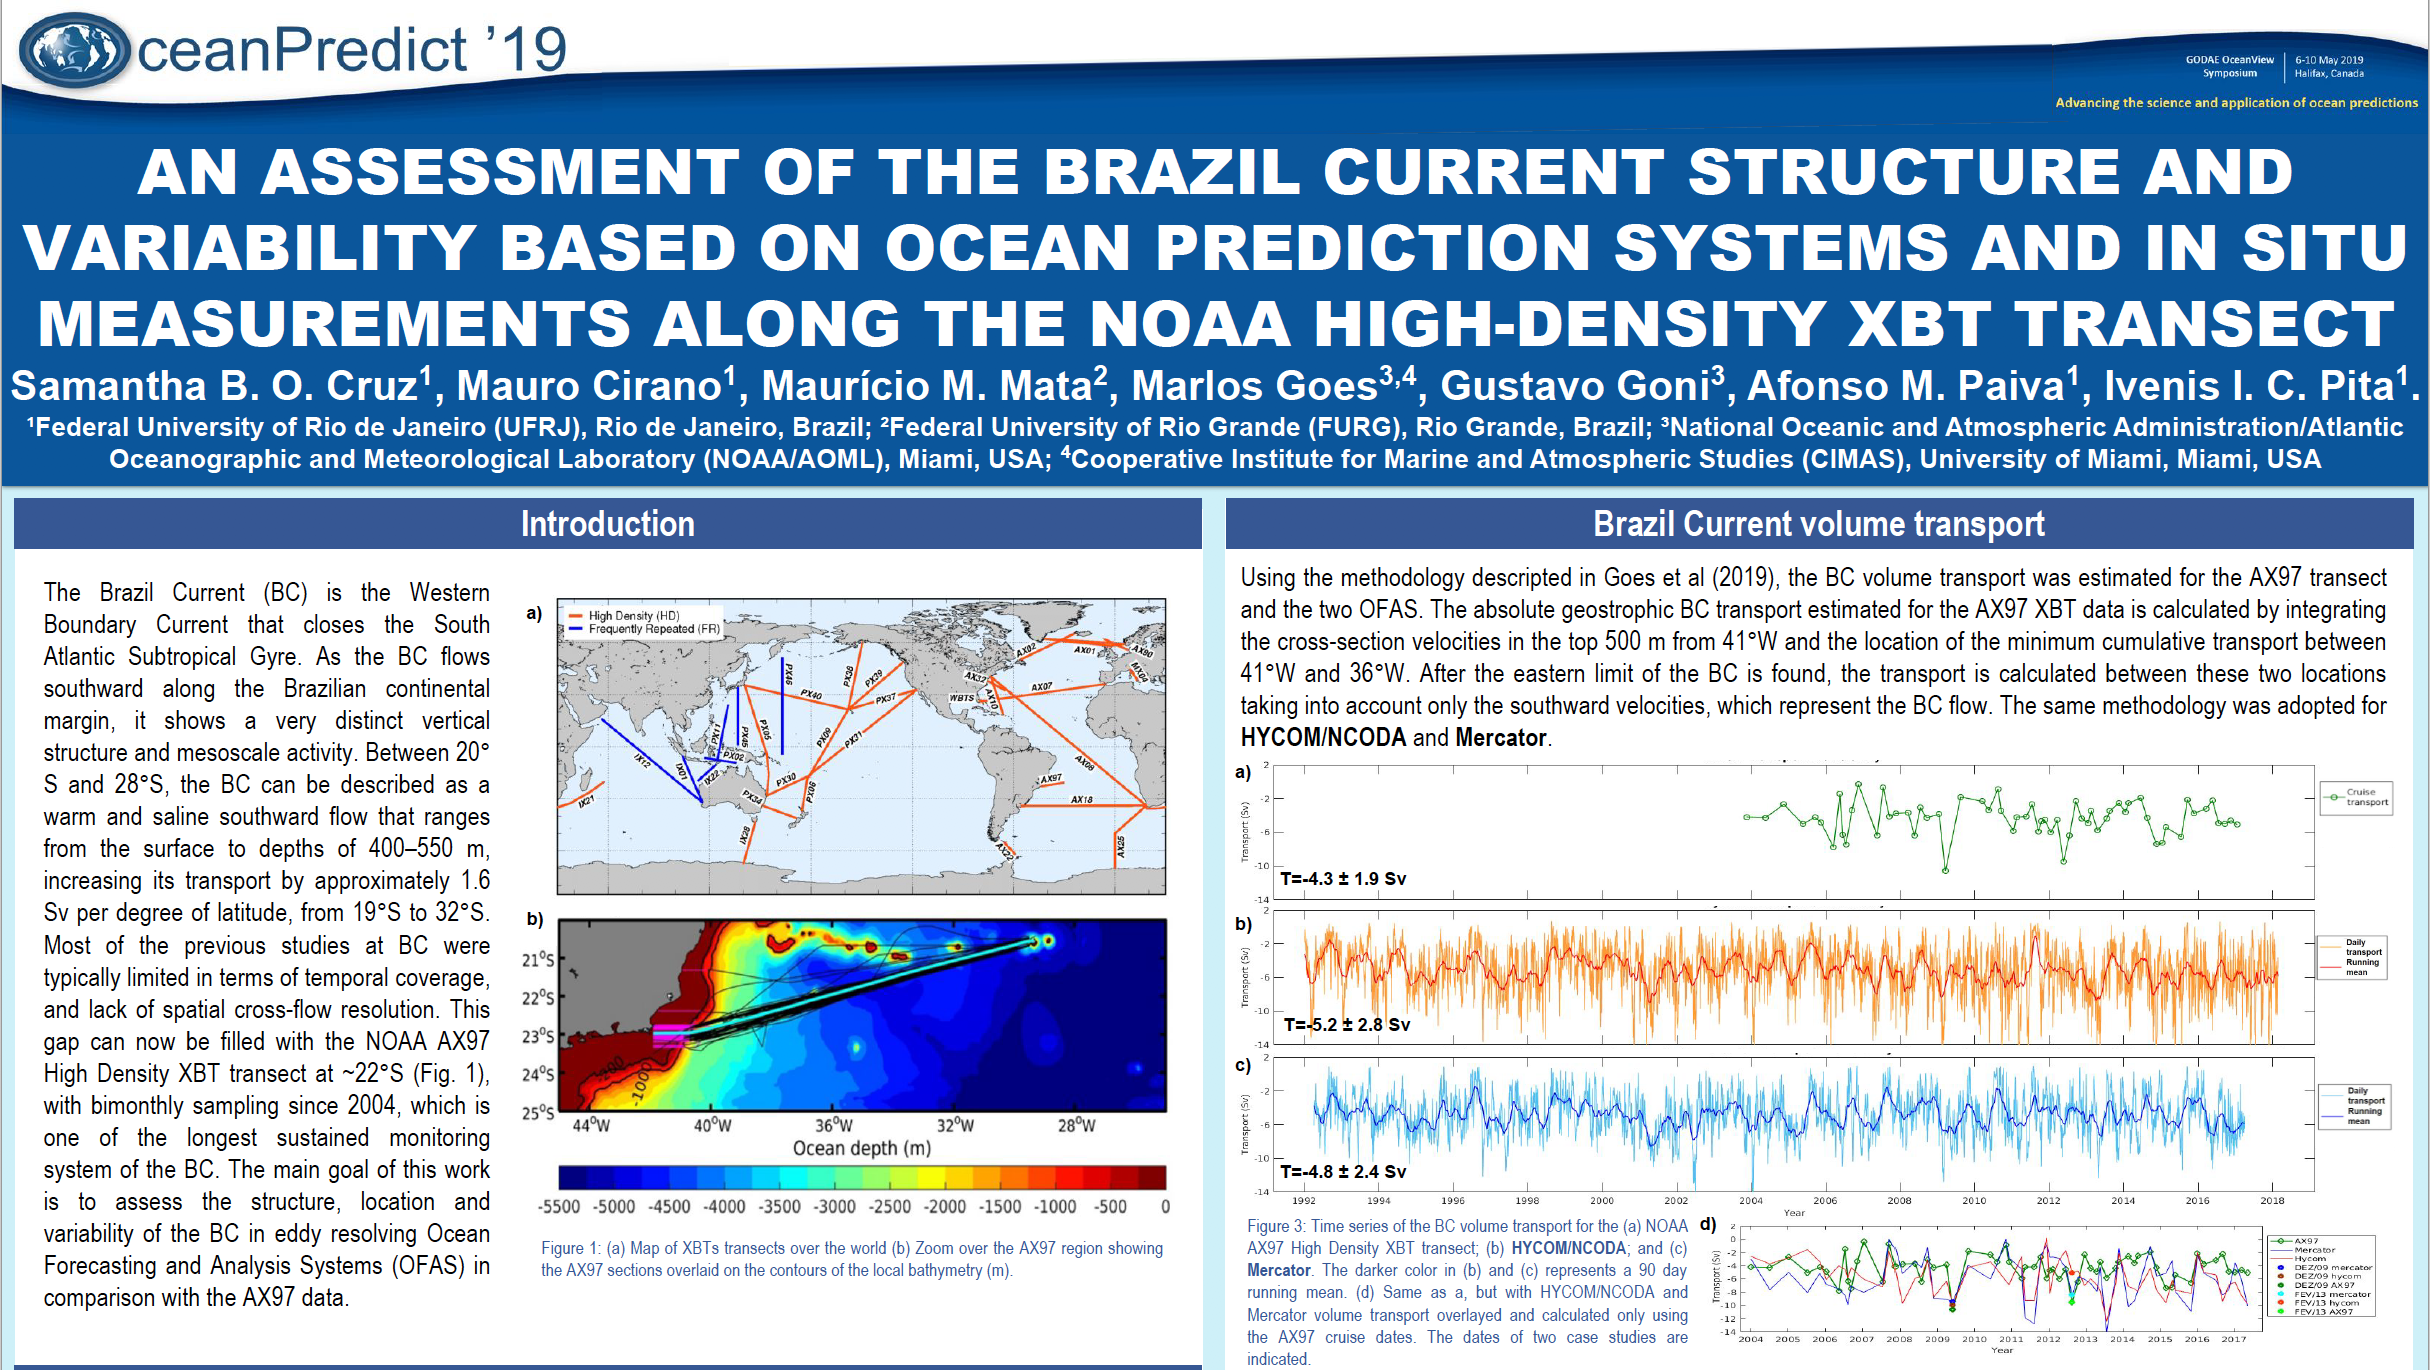 ceanPredict ’19
GODAE OceanView
Symposium
6-10 May 2019
Halifax, Canada
Advancing the science and application of ocean predictions
AN ASSESSMENT OF THE BRAZIL CURRENT STRUCTURE AND
VARIABILITY BASED ON OCEAN PREDICTION SYSTEMS AND IN SITU
MEASUREMENTS ALONG THE NOAA HIGH-DENSITY XBT TRANSECT
Samantha B. O. Cruz¹, Mauro Cirano¹, Maurício M. Mata², Marlos Goes³,⁴, Gustavo Goni³, Afonso M. Paiva¹, Ivenis I. C. Pita¹.
¹Federal University of Rio de Janeiro (UFRJ), Rio de Janeiro, Brazil; ²Federal University of Rio Grande (FURG), Rio Grande, Brazil; ³National Oceanic and Atmospheric Administration/Atlantic
Oceanographic and Meteorological Laboratory (NOAA/AOML), Miami, USA; ⁴Cooperative Institute for Marine and Atmospheric Studies (CIMAS), University of Miami, Miami, USA
Introduction
The Brazil Current (BC) is the Western
Boundary Current that closes the South
Atlantic Subtropical Gyre. As the BC flows
southward along the Brazilian continental
margin, it shows a very distinct vertical
structure and mesoscale activity. Between 20°
S and 28°S, the BC can be described as a
warm and saline southward flow that ranges
from the surface to depths of 400–550 m,
increasing its transport by approximately 1.6
Sv per degree of latitude, from 19°S to 32°S.
Most of the previous studies at BC were
typically limited in terms of temporal coverage,
and lack of spatial cross-flow resolution. This
gap can now be filled with the NOAA AX97
High Density XBT transect at ~22°S (Fig. 1),
with bimonthly sampling since 2004, which is
one of the longest sustained monitoring
system of the BC. The main goal of this work
is to assess the structure, location and
variability of the BC in eddy resolving Ocean
Forecasting and Analysis Systems (OFAS) in
comparison with the AX97 data.
a)
High Density (HD)
Frequently Repeated (FR)
PX46
PX38
PX39
PX40
PX37
AX02
AX01
AX90
MX04
AX32
AX07
WBTS
AX10
IX12
IX01
PX11
PX45
PX05
PX02
IX22
PX09
PX31
PX30
PX06
PX34
IX21
IX28
AX97
AX08
AX18
AX22
AX25
b)
21°S
22°S
23°S
24°S
25°S
-200
-1000
44°W 40°W 36°W 32°W 28°W
Ocean depth (m)
-5500 -5000 -4500 -4000 -3500 -3000 -2500 -2000 -1500 -1000 -500 0
Figure 1: (a) Map of XBTs transects over the world (b) Zoom over the AX97 region showing
the AX97 sections overlaid on the contours of the local bathymetry (m).
Brazil Current volume transport
Using the methodology descripted in Goes et al (2019), the BC volume transport was estimated for the AX97 transect
and the two OFAS. The absolute geostrophic BC transport estimated for the AX97 XBT data is calculated by integrating
the cross-section velocities in the top 500 m from 41°W and the location of the minimum cumulative transport between
41°W and 36°W. After the eastern limit of the BC is found, the transport is calculated between these two locations
taking into account only the southward velocities, which represent the BC flow. The same methodology was adopted for
HYCOM/NCODA and Mercator.
a)
2
-2
-6
-10
-14
Transport (Sv)
T=-4.3 ± 1.9 Sv
Cruise
transport
b)
2
-2
-6
-10
-14
Transport (Sv)
T=-5.2 ± 2.8 Sv
Daily
transport
Running
mean
c)
2
-2
-6
-10
-14
Transport (Sv)
T=-4.8 ± 2.4 Sv
Daily
transport
Running
mean
1992 1994 1996 1998 2000 2002 2004 2006 2008 2010 2012 2014 2016 2018
Year
Figure 3: Time series of the BC volume transport for the (a) NOAA
AX97 High Density XBT transect; (b) HYCOM/NCODA; and (c)
Mercator. The darker color in (b) and (c) represents a 90 day
running mean. (d) Same as a, but with HYCOM/NCODA and
Mercator volume transport overlayed and calculated only using
the AX97 cruise dates. The dates of two case studies are
indicated.
d)
2
0
-2
-4
-6
-8
-10
-12
-14
Transport (Sv)
2004 2005 2006 2007 2008 2009 2010 2011 2012 2013 2014 2015 2016 2017
Year
AX97
Mercator
Hycom
DEZ/09 mercator
DEZ/09 hycom
DEZ/09 AX97
FEV/13 mercator
FEV/13 hycom
FEV/13 AX97